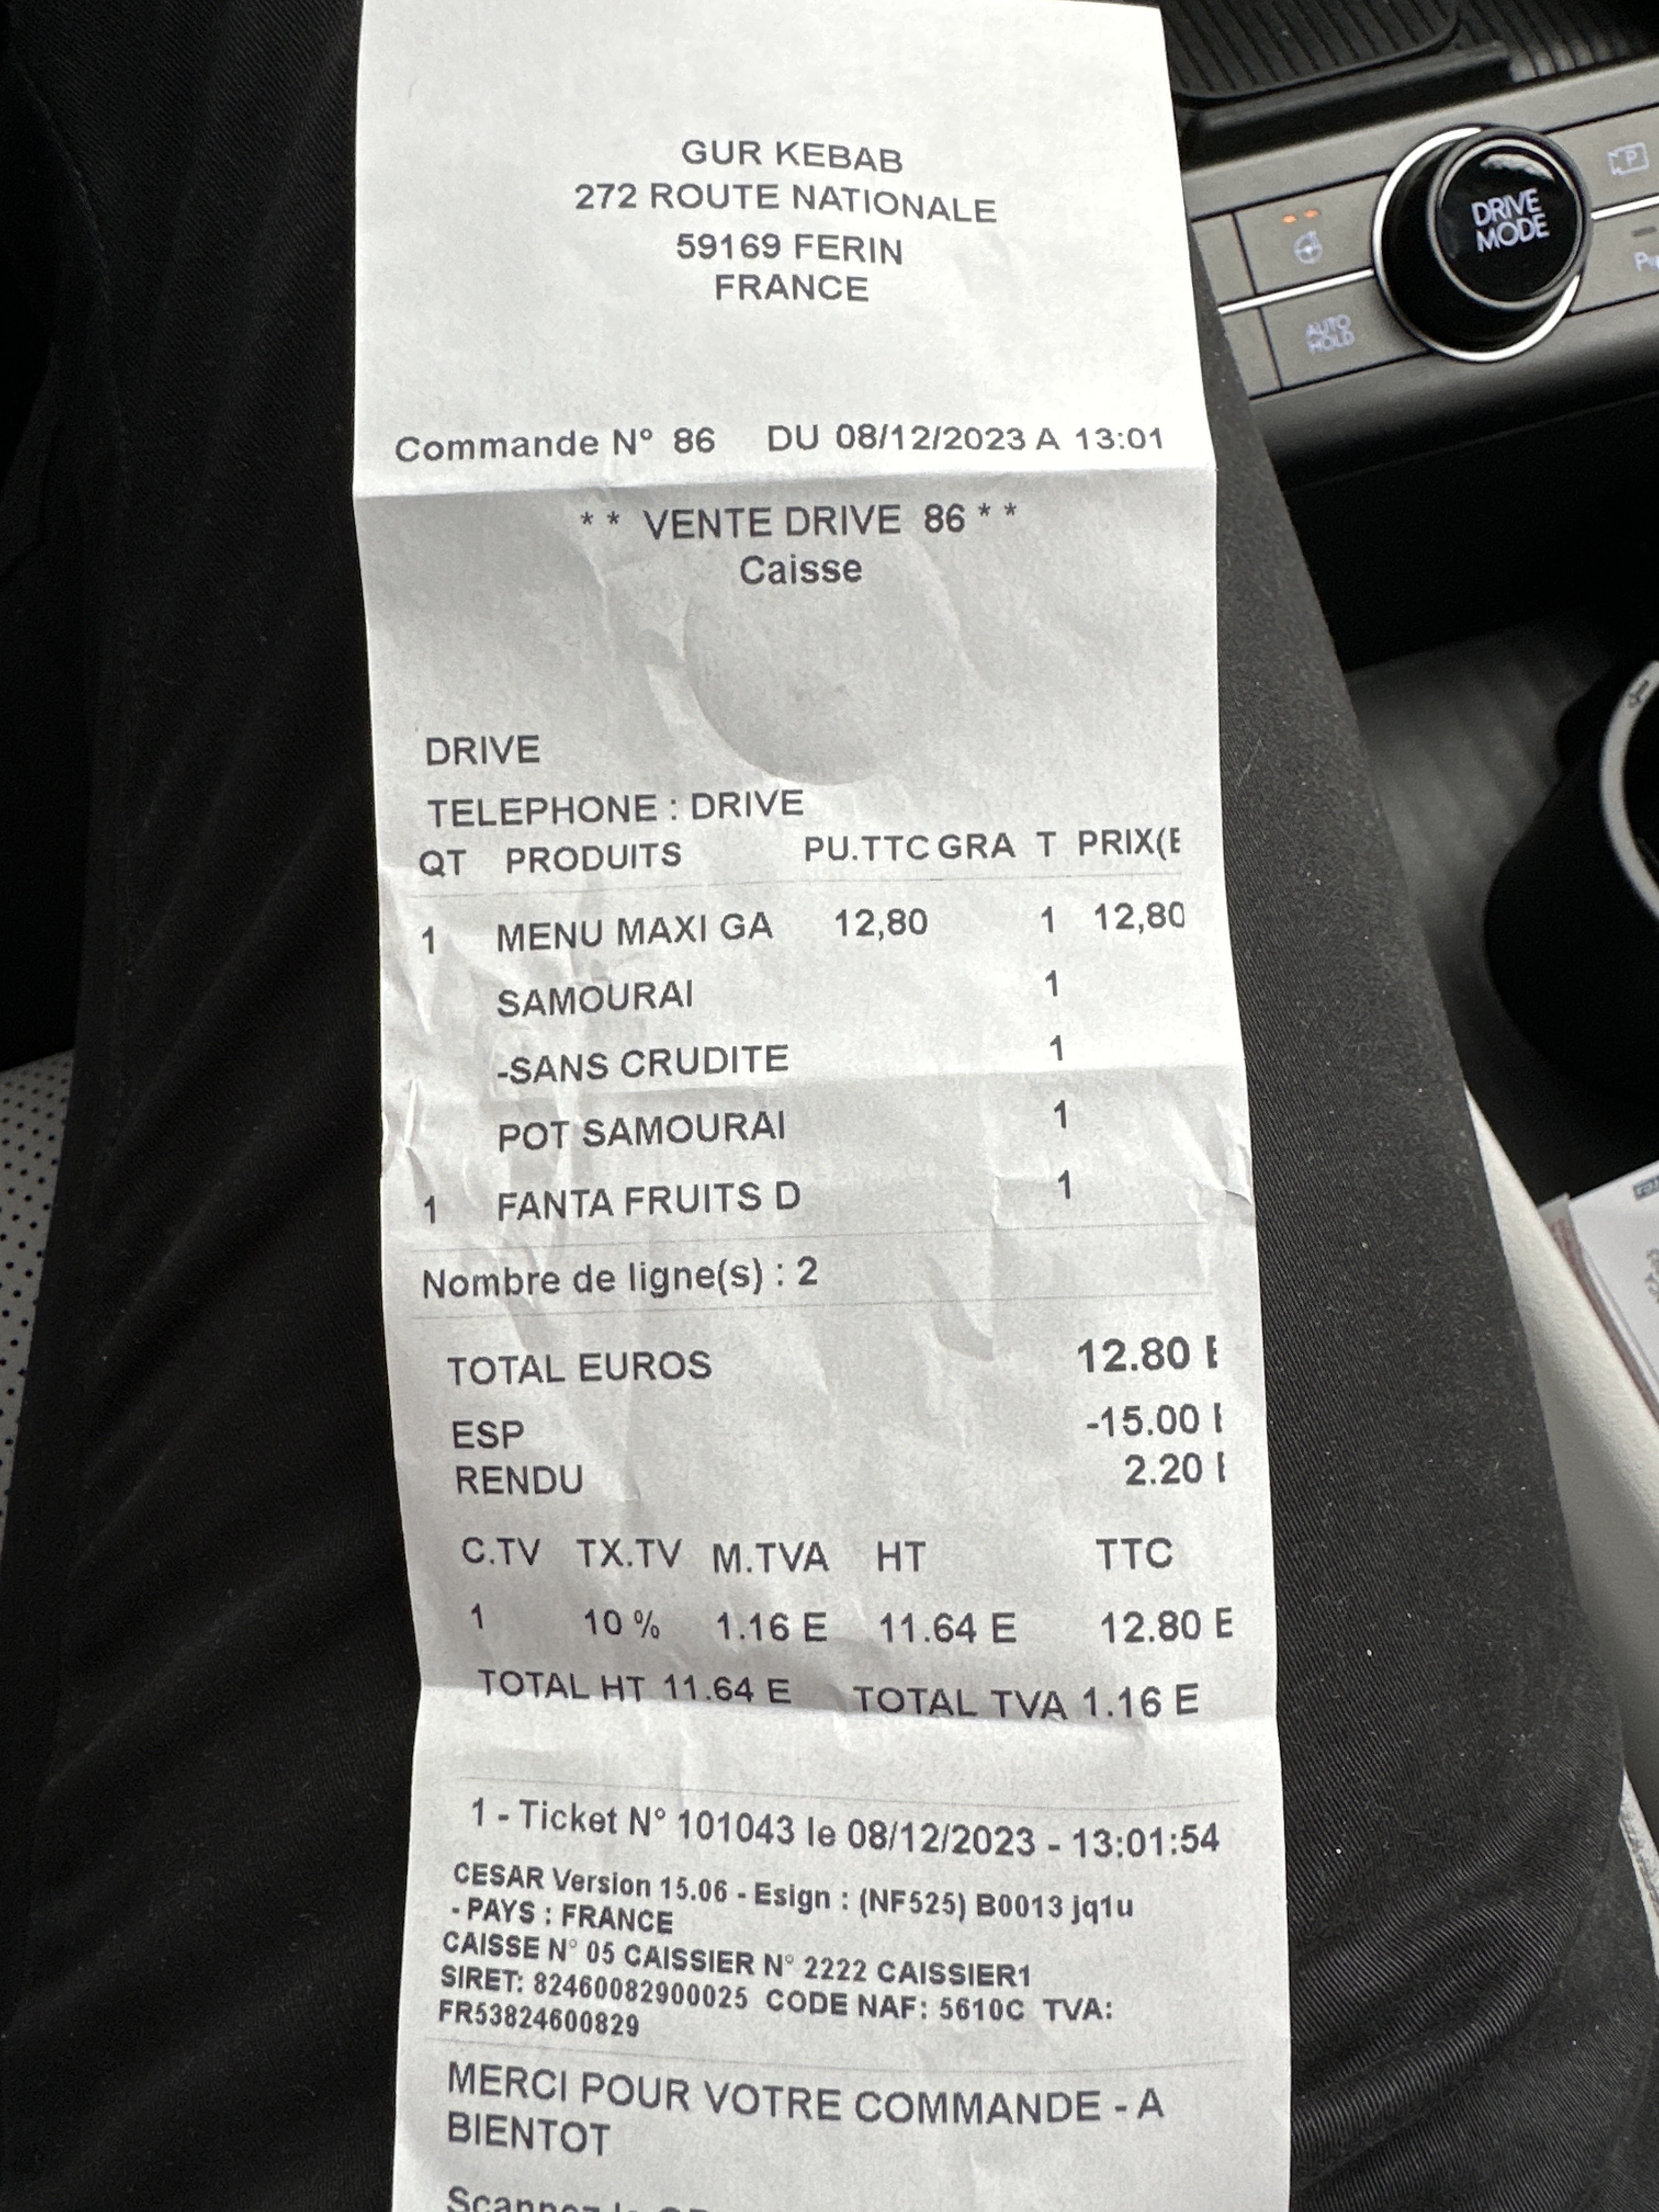 GUR KEBAB
272 ROUTE NATIONALE
59169 FERIN
FRANCE
Commande N° 86 DU 08/12/2023 A 13:01
** VENTE DRIVE 86 **
Caisse
DRIVE
TELEPHONE : DRIVE
QT PRODUITS PU.TTC GRA T PRIX(E
1 MENU MAXI GA 12,80 1 12,80
SAMOURAI 1
-SANS CRUDITE 1
POT SAMOURAI 1
1 FANTA FRUITS D 1
Nombre de ligne(s) : 2
TOTAL EUROS 12.80 E
ESP -15.00
RENDU 2.20
C.TV TX.TV M.TVA HT TTC
1 10 % 1.16 E 11.64 E 12.80 E
TOTAL HT 11.64 E TOTAL TVA 1.16 E
1 - Ticket N° 101043 le 08/12/2023 - 13:01:54
CESAR Version 15.06 - Esign : (NF525) B0013 jq1u
- PAYS : FRANCE
CAISSE N° 05 CAISSIER N° 2222 CAISSIER1
SIRET: 82460082900025 CODE NAF: 5610C TVA:
FR53824600829
MERCI POUR VOTRE COMMANDE - A
BIENTOT
DRIVE
MODE
AUTO
HOLD
P